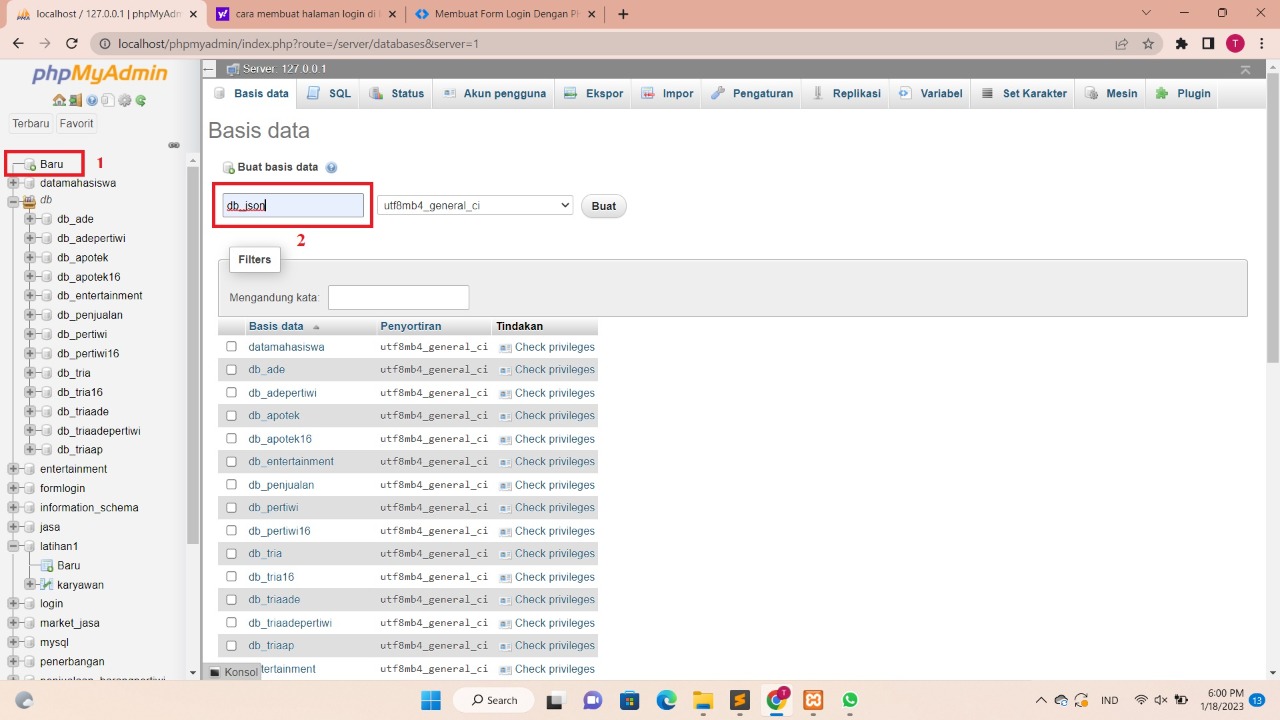 localhost / 127.0.0.1 | phpMyAdm
cara membuat halaman login di
Membuat Form Login Dengan P
localhost/phpmyadmin/index.php?route=/server/databases&server=1
T
phpMyAdmin
Terbaru Favorit
Baru 1
datamahasiswa
db
db_ade
db_adepertiwi
db_apotek
db_apotek16
db_entertainment
db_penjualan
db_pertiwi
db_pertiwi16
db_tria
db_tria16
db_triaade
db_triaadepertiwi
db_triaap
entertainment
formlogin
information_schema
jasa
latihan1
Baru
karyawan
login
market_jasa
mysql
penerbangan
Server: 127.0.0.1
Basis data SQL Status Akun pengguna Ekspor Impor Pengaturan Replikasi Variabel Set Karakter Mesin Plugin
Basis data
Buat basis data
db_json utf8mb4_general_ci Buat
2
Filters
Mengandung kata:
Basis data Penyortiran Tindakan
datamahasiswa utf8mb4_general_ci Check privileges
db_ade utf8mb4_general_ci Check privileges
db_adepertiwi utf8mb4_general_ci Check privileges
db_apotek utf8mb4_general_ci Check privileges
db_apotek16 utf8mb4_general_ci Check privileges
db_entertainment utf8mb4_general_ci Check privileges
db_penjualan utf8mb4_general_ci Check privileges
db_pertiwi utf8mb4_general_ci Check privileges
db_pertiwi16 utf8mb4_general_ci Check privileges
db_tria utf8mb4_general_ci Check privileges
db_tria16 utf8mb4_general_ci Check privileges
db_triaade utf8mb4_general_ci Check privileges
db_triaadepertiwi utf8mb4_general_ci Check privileges
db_triaap utf8mb4_general_ci Check privileges
tertainment utf8mb4_general_ci Check privileges
Konsol
Search
IND
6:00 PM
1/18/2023
13